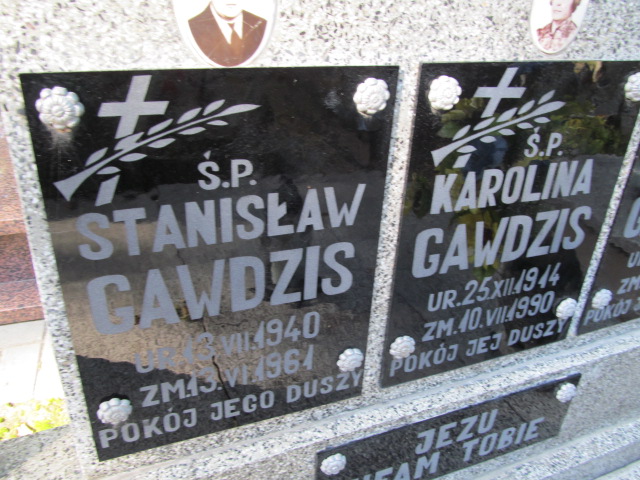 Ś.P.
STANISŁAW
GAWDZIS
UR.13.VII.1940
ZM.13.VI.1961
POKÓJ JEGO DUSZY
Ś.P.
KAROLINA
GAWDZIS
UR.25.XII.1914
ZM.10.VII.1990
POKÓJ JEJ DUSZY
JEZU
UFAM TOBIE